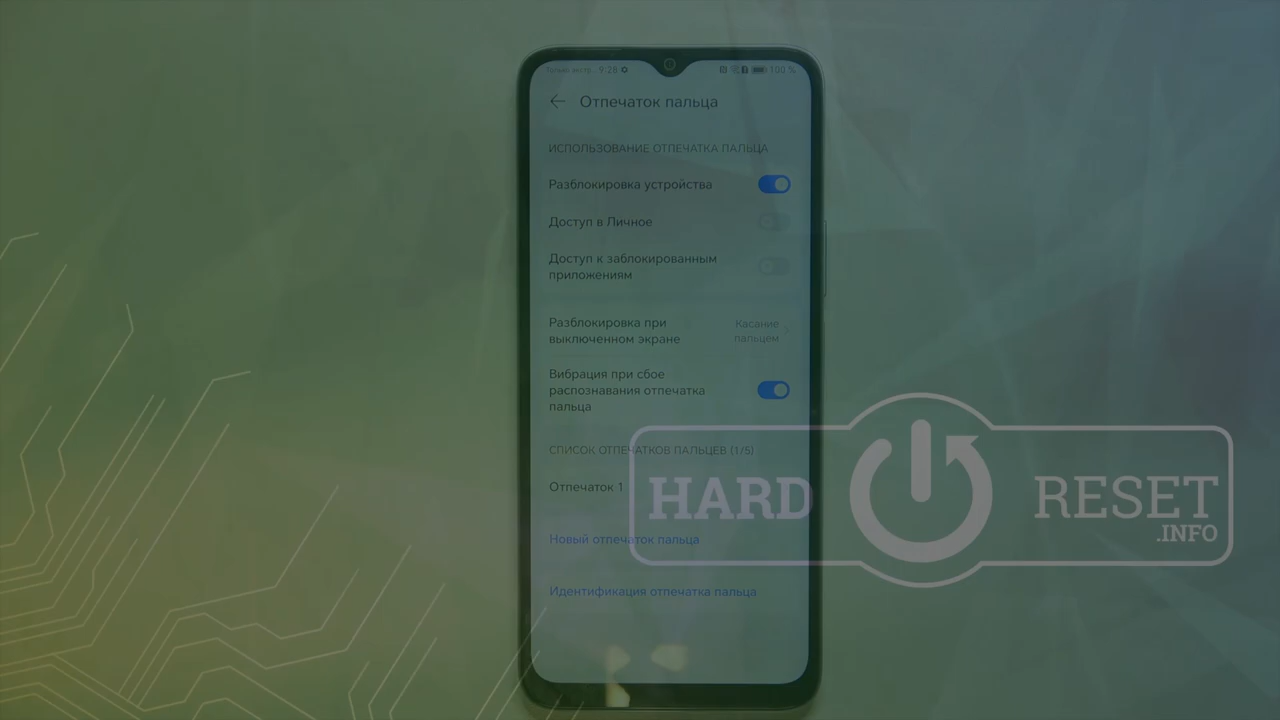 9:28
100 %
Отпечаток пальца
ИСПОЛЬЗОВАНИЕ ОТПЕЧАТКА ПАЛЬЦА
Разблокировка устройства
Доступ в Личное
Доступ к заблокированным
приложениям
Разблокировка при
выключенном экране
Касание
пальцем
Вибрация при сбое
распознавания отпечатка
пальца
СПИСОК ОТПЕЧАТКОВ ПАЛЬЦЕВ (1/5)
Отпечаток 1
Новый отпечаток пальца
Идентификация отпечатка пальца
HARD RESET
.INFO